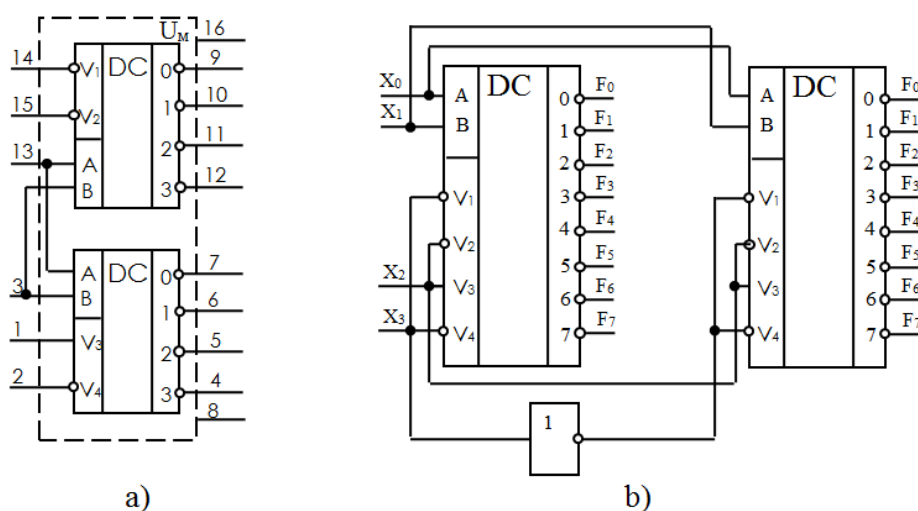 Uм 16
14 V1 DC 0 9
15 V2 1 10
13 A 2 11
B 3 12
A DC 0 7
3 B 1 6
1 V3 2 5
2 V4 3 4
8
a)
X0 A DC 0 F0
X1 B 1 F1
2 F2
V1 3 F3
V2 4 F4
X2 V3 5 F5
6 F6
X3 V4 7 F7
A DC 0 F0
B 1 F1
2 F2
V1 3 F3
V2 4 F4
V3 5 F5
6 F6
V4 7 F7
1
b)